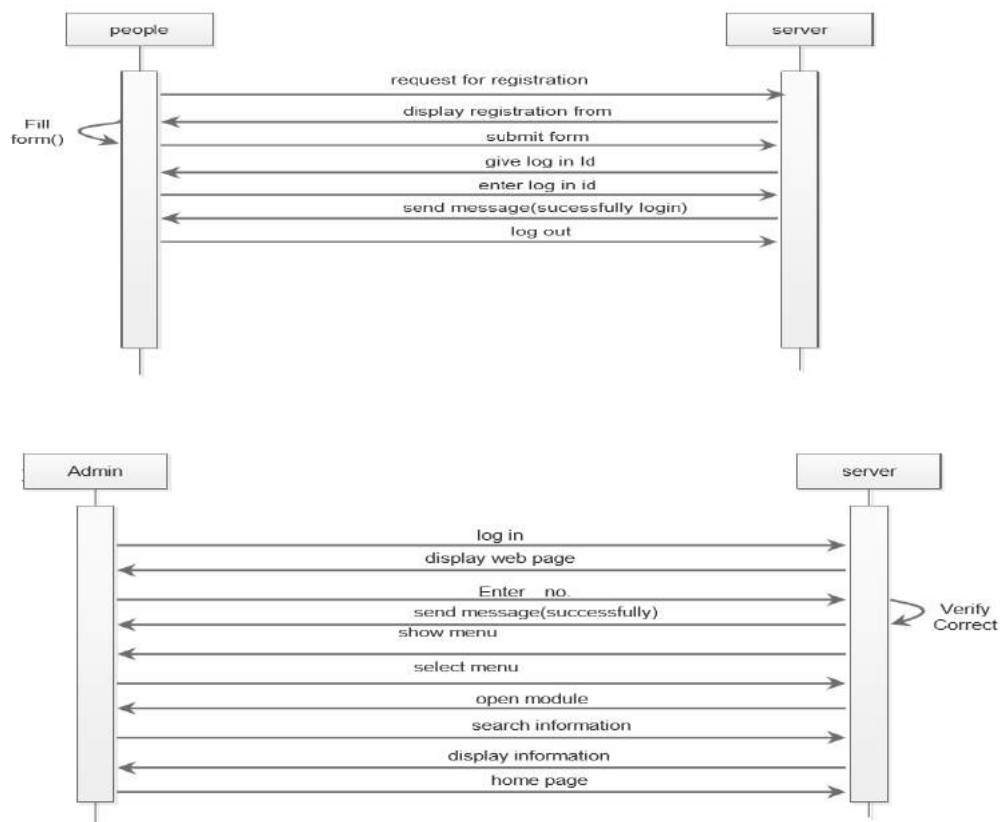 people
server
request for registration
display registration from
Fill
form()
submit form
give log in Id
enter log in id
send message(sucessfully login)
log out
Admin
server
log in
display web page
Enter no.
send message(successfully)
Verify
Correct
show menu
select menu
open module
search information
display information
home page